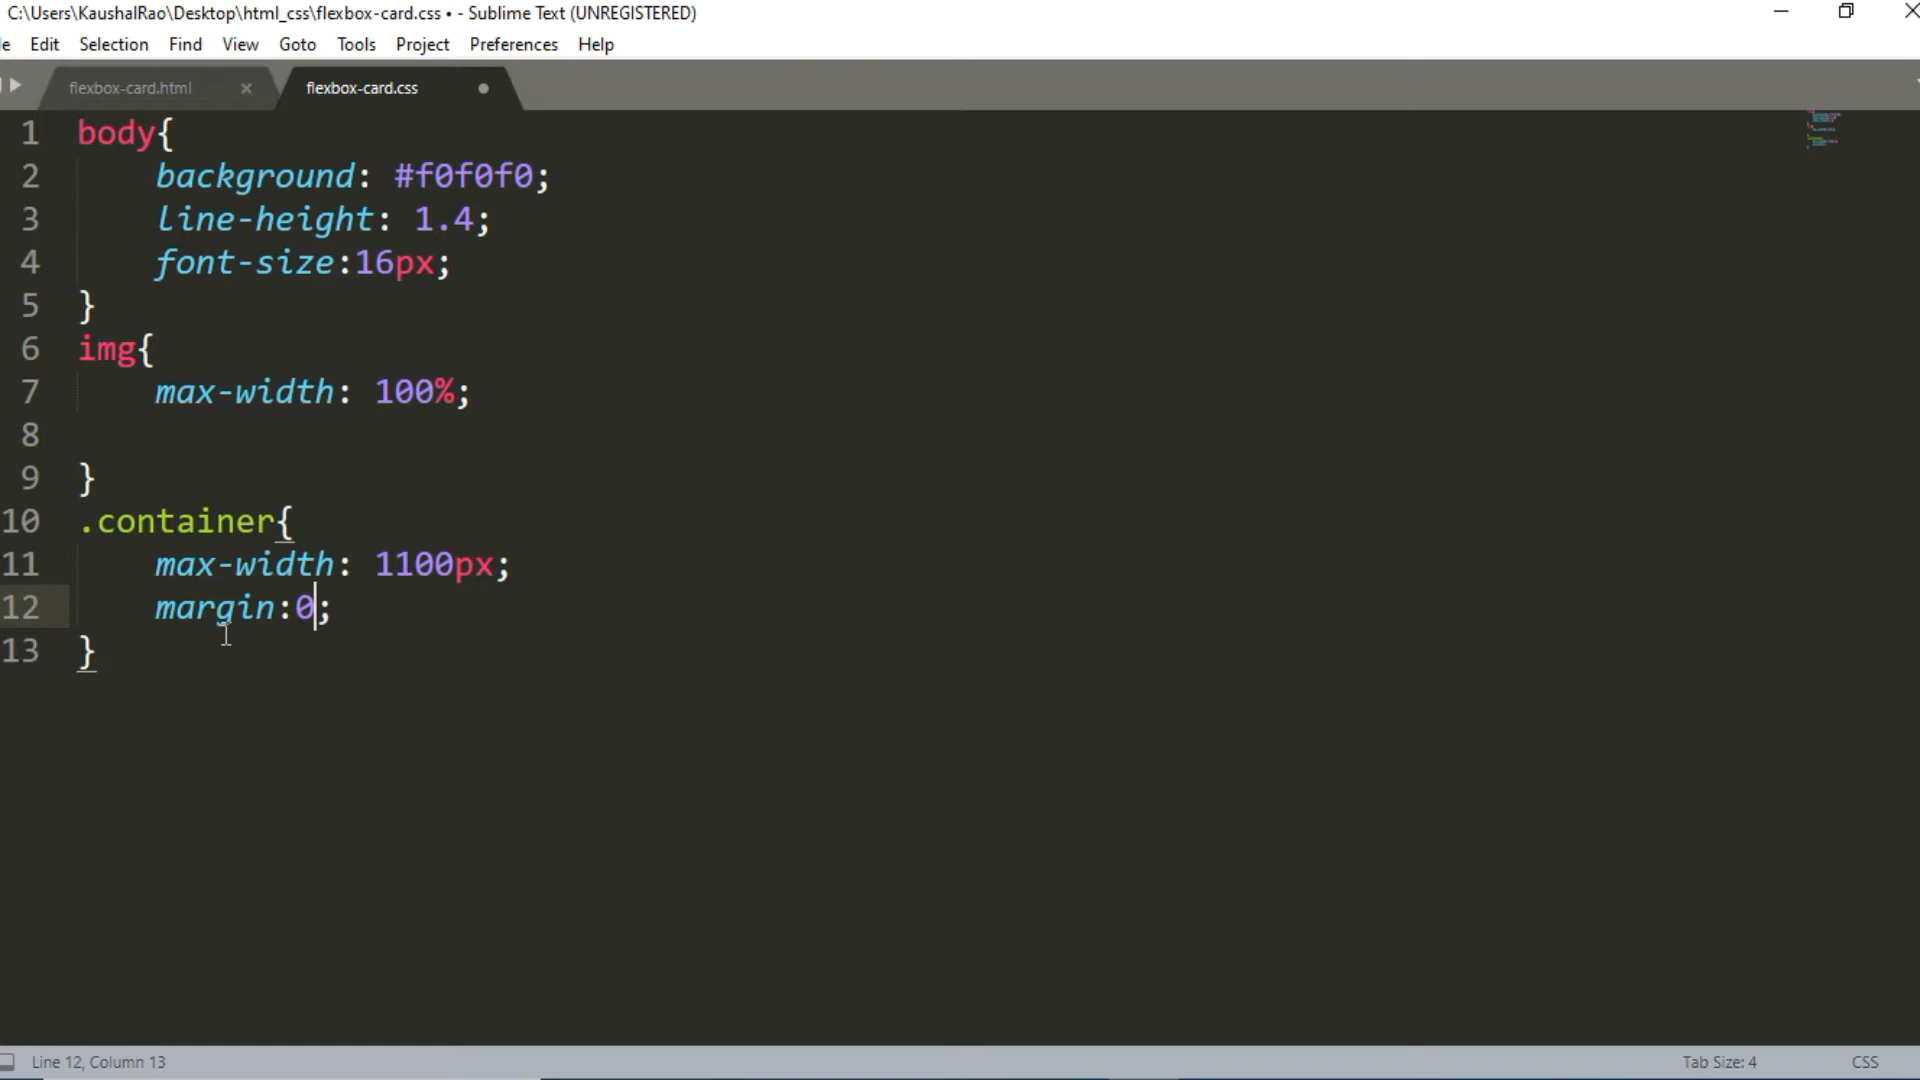 C:\Users\KaushalRao\Desktop\html_css\flexbox-card.css • - Sublime Text (UNREGISTERED)
e Edit Selection Find View Goto Tools Project Preferences Help
flexbox-card.html × flexbox-card.css
1 body{
2 background: #f0f0f0;
3 line-height: 1.4;
4 font-size:16px;
5 }
6 img{
7 max-width: 100%;
8
9 }
10 .container{
11 max-width: 1100px;
12 margin:0;
13 }
Line 12, Column 13 Tab Size: 4 CSS